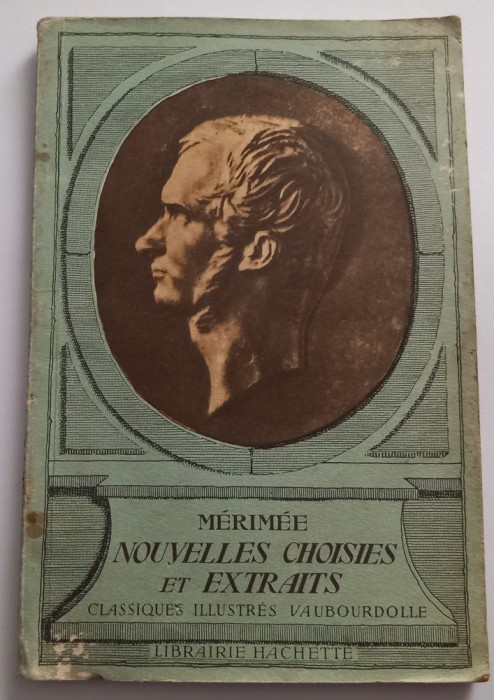 MÉRIMÉE
NOUVELLES CHOISIES
ET EXTRAITS
CLASSIQUES ILLUSTRÉS VAUBOURDOLLE
LIBRAIRIE HACHETTE